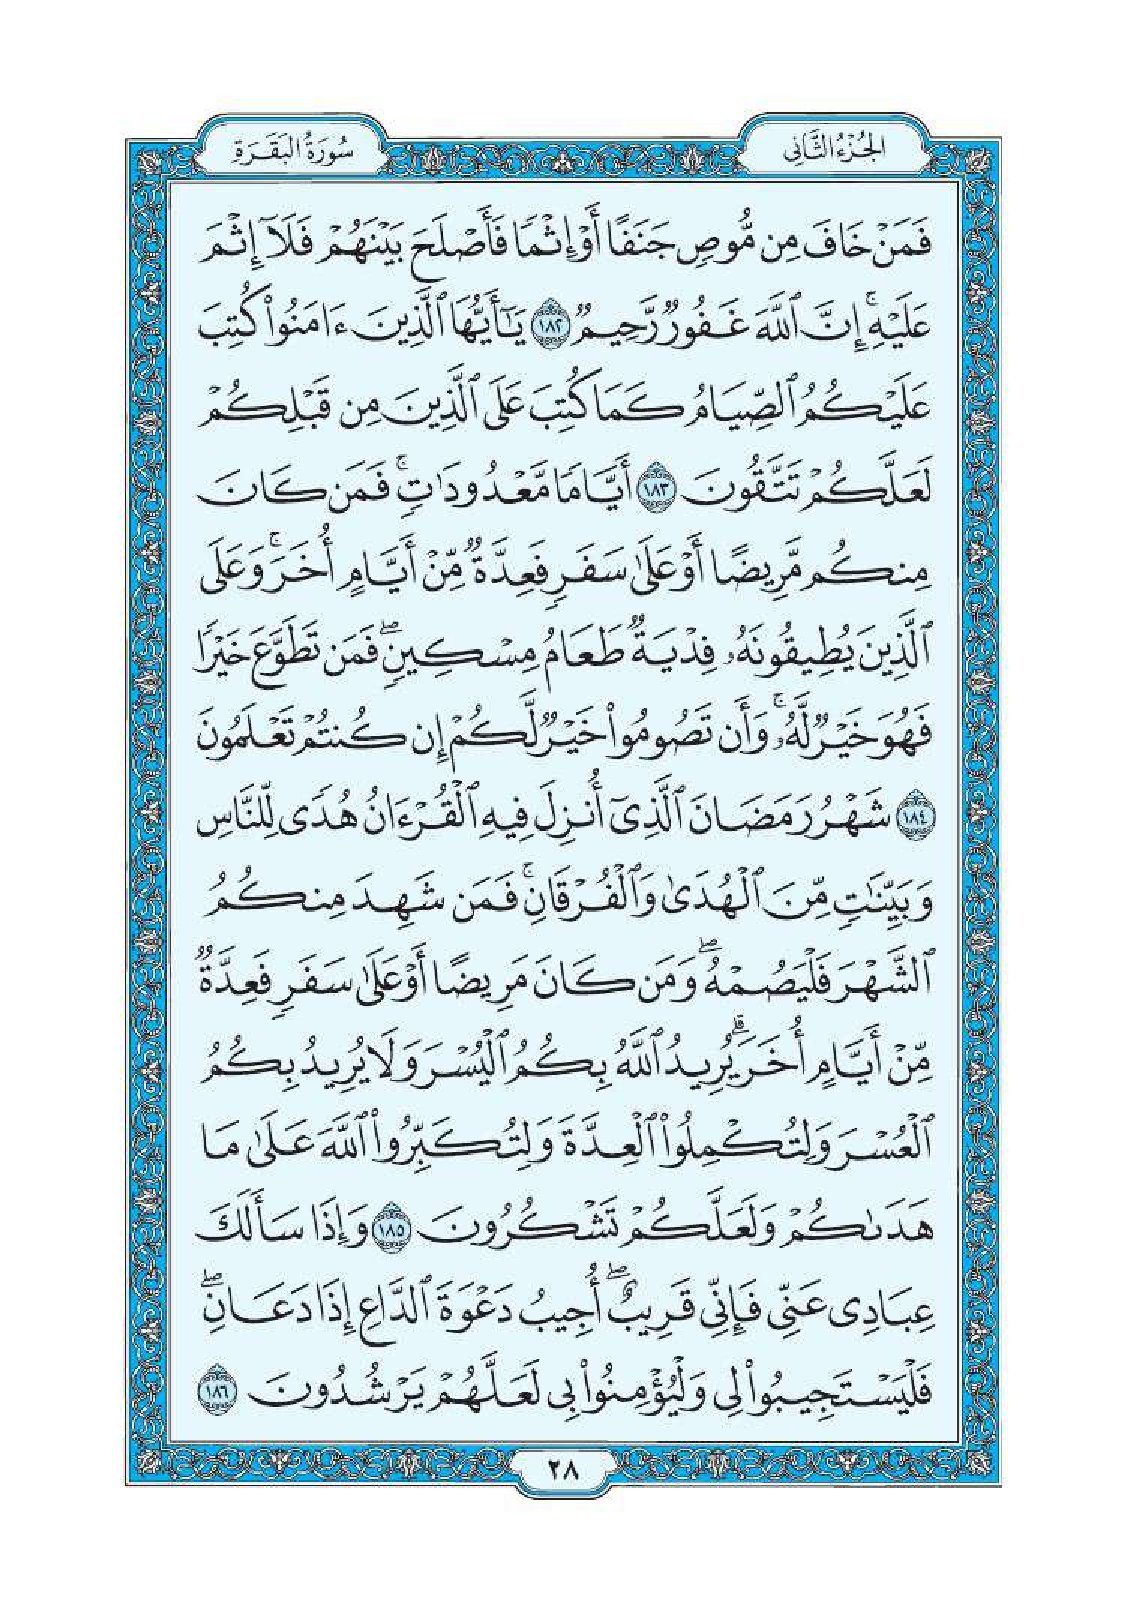 الجُزْءُ الثَّانِي
سُورَةُ البَقَرَةِ
فَمَنْ خَافَ مِن مُّوصٍ جَنَفًا أَوْ إِثْمًا فَأَصْلَحَ بَيْنَهُمْ فَلَآ إِثْمَ
عَلَيْهِۚ إِنَّ ٱللَّهَ غَفُورٌ رَّحِيمٌ ١٨٢ يَٰٓأَيُّهَا ٱلَّذِينَ ءَامَنُوا۟ كُتِبَ
عَلَيْكُمُ ٱلصِّيَامُ كَمَا كُتِبَ عَلَى ٱلَّذِينَ مِن قَبْلِكُمْ
لَعَلَّكُمْ تَتَّقُونَ ١٨٣ أَيَّامًا مَّعْدُودَٰتٍۚ فَمَن كَانَ
مِنكُم مَّرِيضًا أَوْ عَلَىٰ سَفَرٍ فَعِدَّةٌ مِّنْ أَيَّامٍ أُخَرَۚ وَعَلَى
ٱلَّذِينَ يُطِيقُونَهُۥ فِدْيَةٌ طَعَامُ مِسْكِينٍۖ فَمَن تَطَوَّعَ خَيْرًا
فَهُوَ خَيْرٌ لَّهُۥۚ وَأَن تَصُومُوا۟ خَيْرٌ لَّكُمْ إِن كُنتُمْ تَعْلَمُونَ
١٨٤ شَهْرُ رَمَضَانَ ٱلَّذِىٓ أُنزِلَ فِيهِ ٱلْقُرْءَانُ هُدًى لِّلنَّاسِ
وَبَيِّنَٰتٍ مِّنَ ٱلْهُدَىٰ وَٱلْفُرْقَانِۚ فَمَن شَهِدَ مِنكُمُ
ٱلشَّهْرَ فَلْيَصُمْهُۖ وَمَن كَانَ مَرِيضًا أَوْ عَلَىٰ سَفَرٍ فَعِدَّةٌ
مِّنْ أَيَّامٍ أُخَرَۗ يُرِيدُ ٱللَّهُ بِكُمُ ٱلْيُسْرَ وَلَا يُرِيدُ بِكُمُ
ٱلْعُسْرَ وَلِتُكْمِلُوا۟ ٱلْعِدَّةَ وَلِتُكَبِّرُوا۟ ٱللَّهَ عَلَىٰ مَا
هَدَىٰكُمْ وَلَعَلَّكُمْ تَشْكُرُونَ ١٨٥ وَإِذَا سَأَلَكَ
عِبَادِى عَنِّى فَإِنِّى قَرِيبٌۖ أُجِيبُ دَعْوَةَ ٱلدَّاعِ إِذَا دَعَانِۖ
فَلْيَسْتَجِيبُوا۟ لِى وَلْيُؤْمِنُوا۟ بِى لَعَلَّهُمْ يَرْشُدُونَ ١٨٦
٢٨